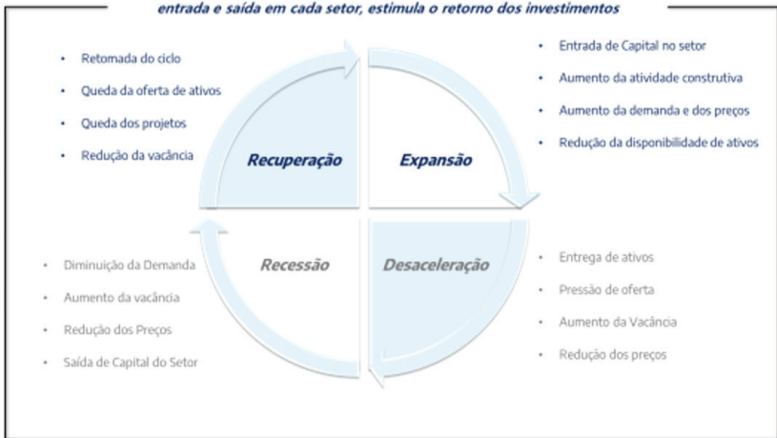 entrada e saída em cada setor, estimula o retorno dos investimentos
• Retomada do ciclo
• Queda da oferta de ativos
• Queda dos projetos
• Redução da vacância
Recuperação
Expansão
• Entrada de Capital no setor
• Aumento da atividade construtiva
• Aumento da demanda e dos preços
• Redução da disponibilidade de ativos
• Diminuição da Demanda
• Aumento da vacância
• Redução dos Preços
• Saída de Capital do Setor
Recessão
Desaceleração
• Entrega de ativos
• Pressão de oferta
• Aumento da Vacância
• Redução dos preços